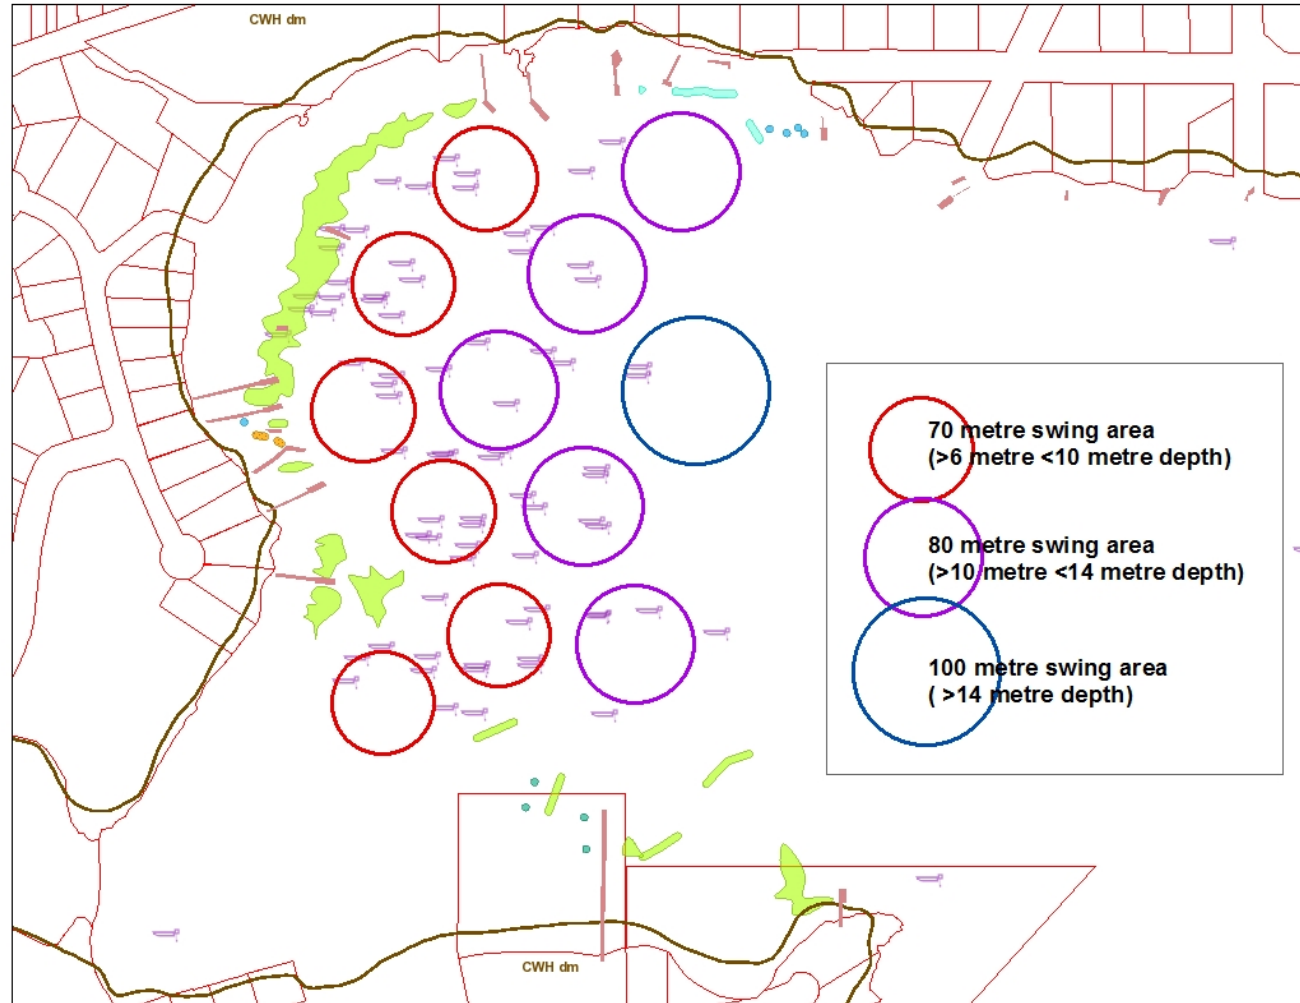 CWH dm
70 metre swing area
(>6 metre <10 metre depth)
80 metre swing area
(>10 metre <14 metre depth)
100 metre swing area
( >14 metre depth)
CWH dm